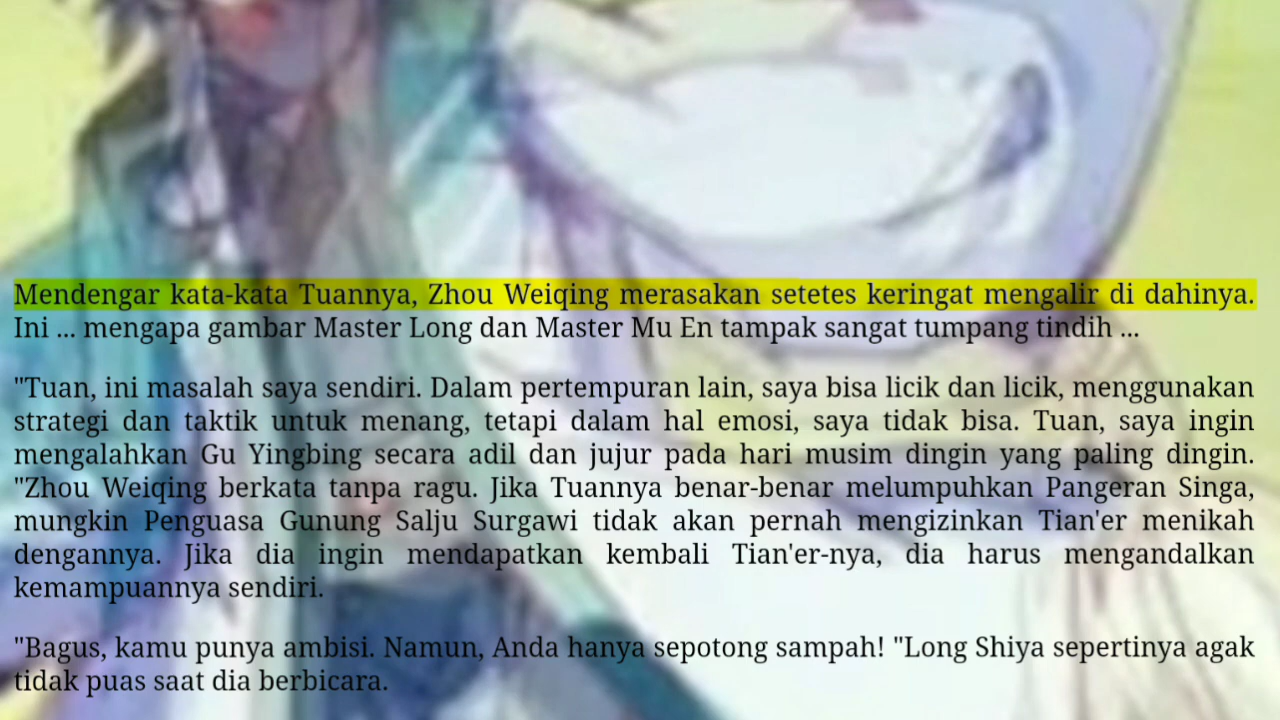 Mendengar kata-kata Tuannya, Zhou Weiqing merasakan setetes keringat mengalir di dahinya.
Ini ... mengapa gambar Master Long dan Master Mu En tampak sangat tumpang tindih ...
"Tuan, ini masalah saya sendiri. Dalam pertempuran lain, saya bisa licik dan licik, menggunakan
strategi dan taktik untuk menang, tetapi dalam hal emosi, saya tidak bisa. Tuan, saya ingin
mengalahkan Gu Yingbing secara adil dan jujur pada hari musim dingin yang paling dingin.
"Zhou Weiqing berkata tanpa ragu. Jika Tuannya benar-benar melumpuhkan Pangeran Singa,
mungkin Penguasa Gunung Salju Surgawi tidak akan pernah mengizinkan Tian'er menikah
dengannya. Jika dia ingin mendapatkan kembali Tian'er-nya, dia harus mengandalkan
kemampuannya sendiri.
"Bagus, kamu punya ambisi. Namun, Anda hanya sepotong sampah! "Long Shiya sepertinya agak
tidak puas saat dia berbicara.